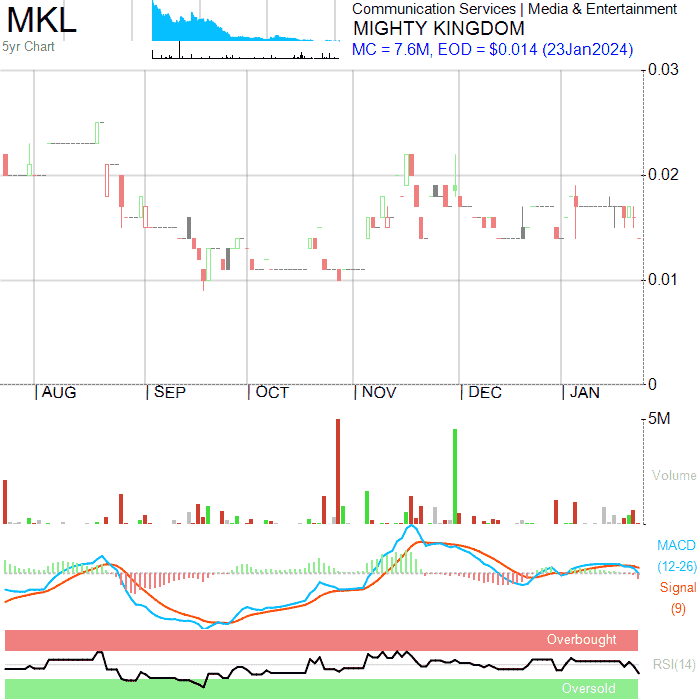 MKL
5yr Chart
Communication Services | Media & Entertainment
MIGHTY KINGDOM
MC = 7.6M, EOD = $0.014 (23Jan2024)
0.03
0.02
0.01
0
AUG SEP OCT NOV DEC JAN
5M
Volume
MACD
(12-26)
Signal
(9)
Overbought
RSI(14)
Oversold